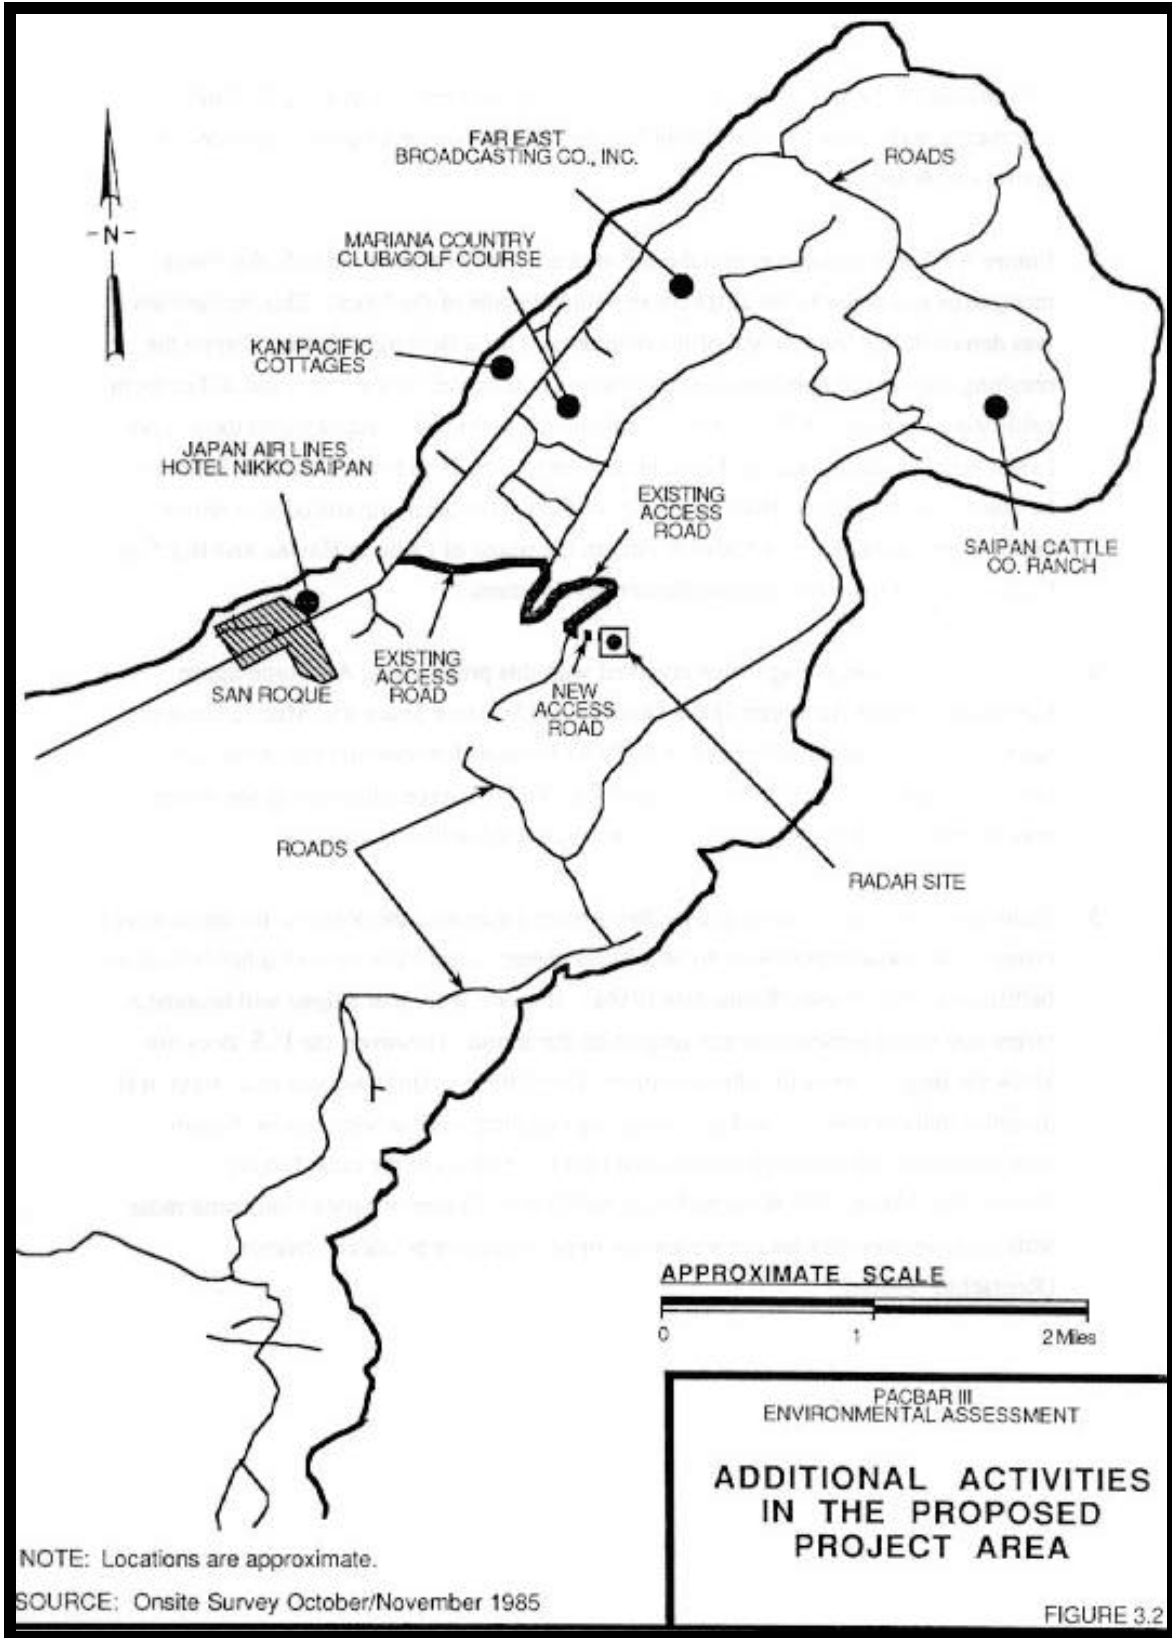 FAR EAST
BROADCASTING CO., INC.
ROADS
-N-
MARIANA COUNTRY
CLUB/GOLF COURSE
KAN PACIFIC
COTTAGES
JAPAN AIR LINES
HOTEL NIKKO SAIPAN
EXISTING
ACCESS
ROAD
SAIPAN CATTLE
CO. RANCH
SAN ROQUE
EXISTING
ACCESS
ROAD
NEW
ACCESS
ROAD
ROADS
RADAR SITE
APPROXIMATE SCALE
0 1 2 Miles
PACBAR III
ENVIRONMENTAL ASSESSMENT
ADDITIONAL ACTIVITIES
IN THE PROPOSED
PROJECT AREA
NOTE: Locations are approximate.
SOURCE: Onsite Survey October/November 1985
FIGURE 3.2